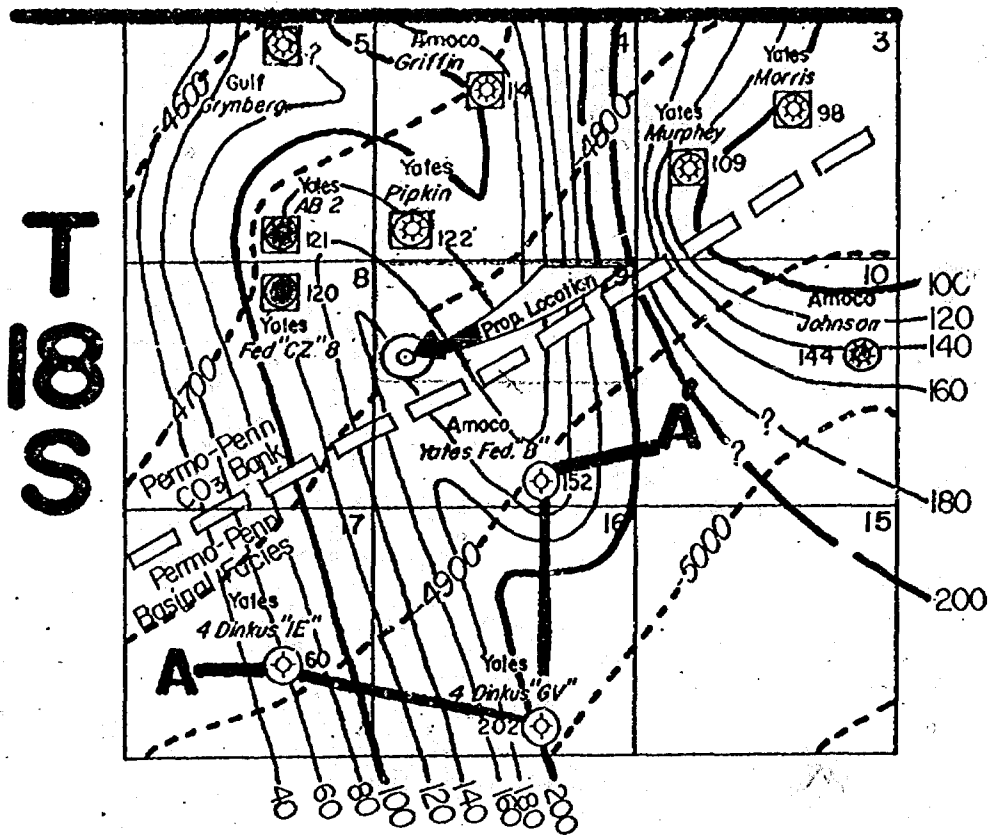 T
18
S
5
4
3
?
Gulf
Grynberg
Amoco
Griffin
114
Yates
Morris
98
Yates
Murphey
109
4600
4800
Yates
AB 2
121
Yates
Pipkin
122'
8
9
10
120
Yates
Fed "CZ" 8
Prop. Location
Amoco
Johnson
144
100
120
140
160
180
200
4700
Permo-Penn
CO3 Bank
Permo-Penn
Basinal Facies
Amoco
Yates Fed. "B"
152
A
?
?
17
16
15
4900
5000
Yates
4 Dinkus "IE"
A
60
Yates
4 Dinkus "GV"
202
40
60
80
100
120
140
160
180
200